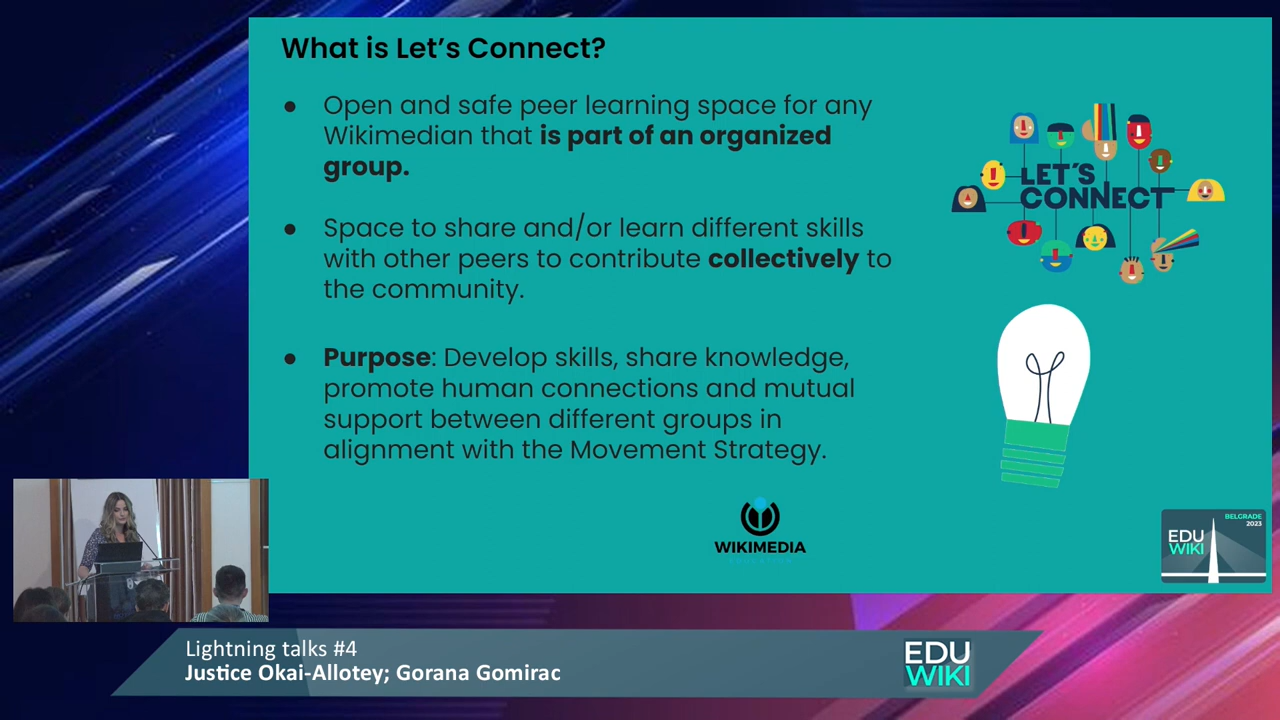 What is Let's Connect?
● Open and safe peer learning space for any
Wikimedian that is part of an organized
group.
● Space to share and/or learn different skills
with other peers to contribute collectively to
the community.
● Purpose: Develop skills, share knowledge,
promote human connections and mutual
support between different groups in
alignment with the Movement Strategy.
LET'S
CONNECT
WIKIMEDIA
BELGRADE
2023
EDU
WIKI
Lightning talks #4
Justice Okai-Allotey; Gorana Gomirac
EDU
WIKI